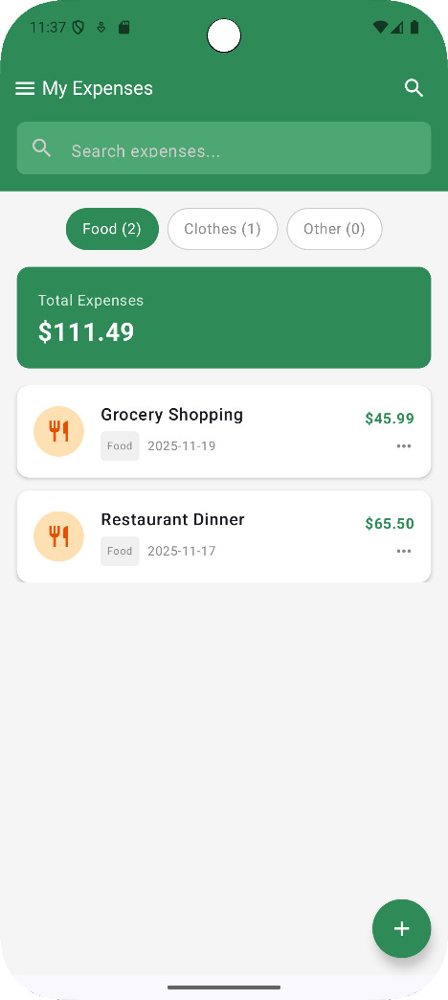 11:37
My Expenses
Search expenses...
Food (2) Clothes (1) Other (0)
Total Expenses
$111.49
Grocery Shopping
$45.99
Food 2025-11-19
Restaurant Dinner
$65.50
Food 2025-11-17